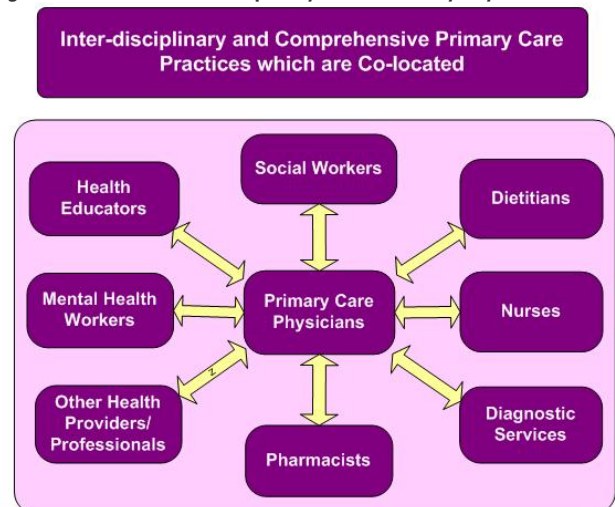 Inter-disciplinary and Comprehensive Primary Care
Practices which are Co-located
Social Workers
Health
Educators
Dietitians
Mental Health
Workers
Primary Care
Physicians
Nurses
Other Health
Providers/
Professionals
z
Pharmacists
Diagnostic
Services